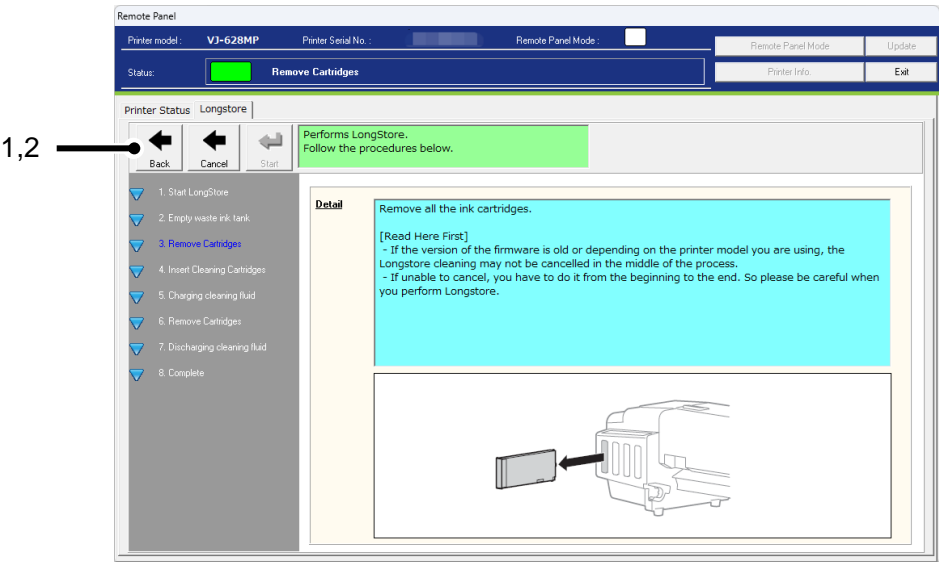 Remote Panel
Printer model : VJ-628MP Printer Serial No. : Remote Panel Mode :
Remote Panel Mode Update
Status: Remove Cartridges
Printer Info. Exit
Printer Status Longstore
1,2
Back Cancel Start
Performs LongStore.
Follow the procedures below.
1. Start LongStore
2. Empty waste ink tank
3. Remove Cartridges
4. Insert Cleaning Cartridges
5. Charging cleaning fluid
6. Remove Cartridges
7. Discharging cleaning fluid
8. Complete
Detail
Remove all the ink cartridges.
[Read Here First]
- If the version of the firmware is old or depending on the printer model you are using, the
Longstore cleaning may not be cancelled in the middle of the process.
- If unable to cancel, you have to do it from the beginning to the end. So please be careful when
you perform Longstore.